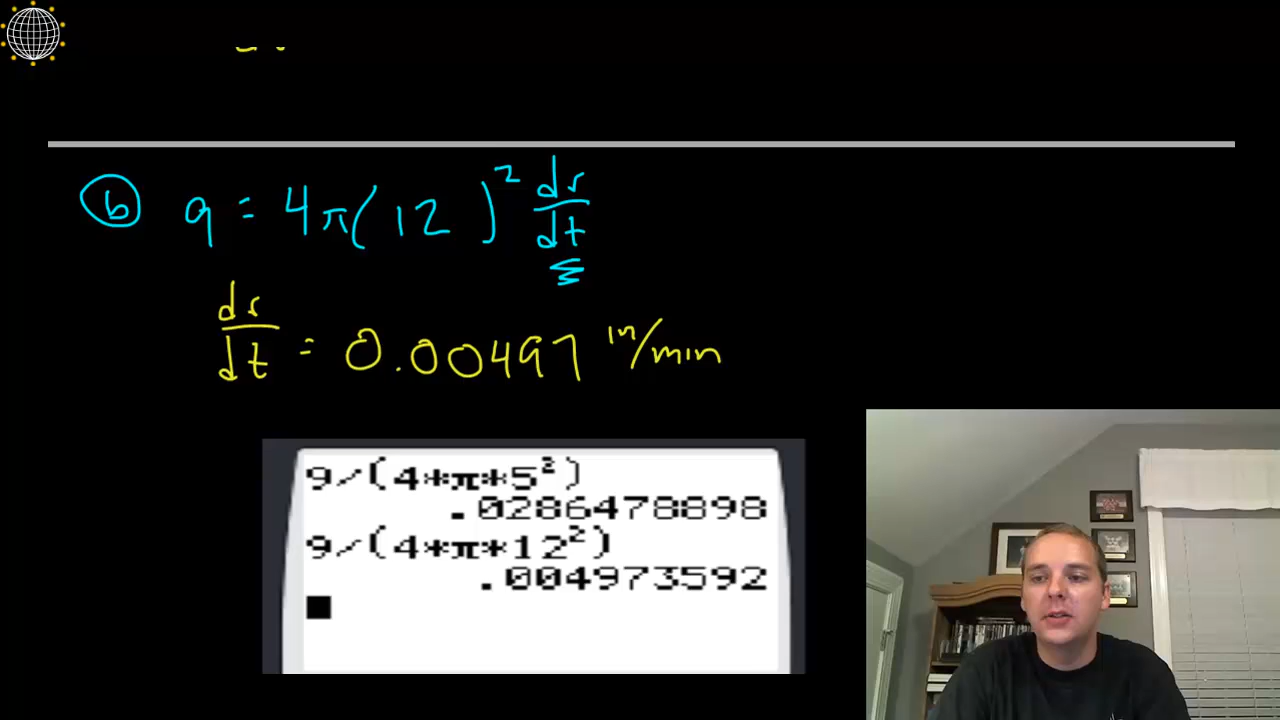 b 9 = 4π(12)² dr/dt
dr/dt = 0.00497 in/min
9/(4*π*5²)
.0286478898
9/(4*π*12²)
.004973592